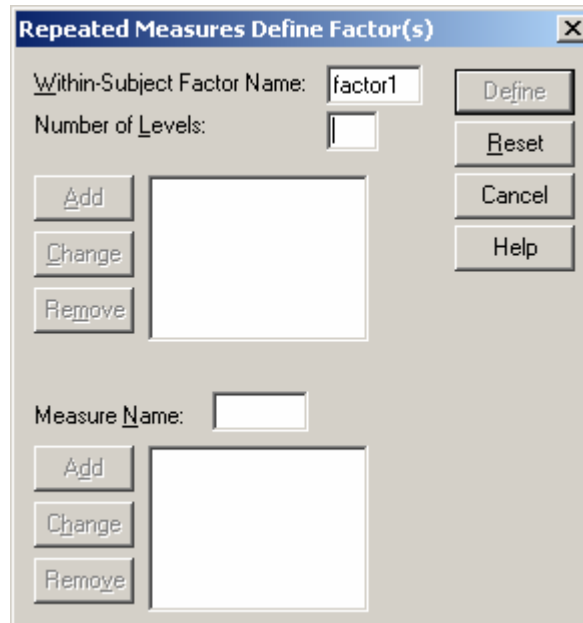 Repeated Measures Define Factor(s)
Within-Subject Factor Name: factor1
Define
Number of Levels:
Reset
Add
Cancel
Change
Help
Remove
Measure Name:
Add
Change
Remove